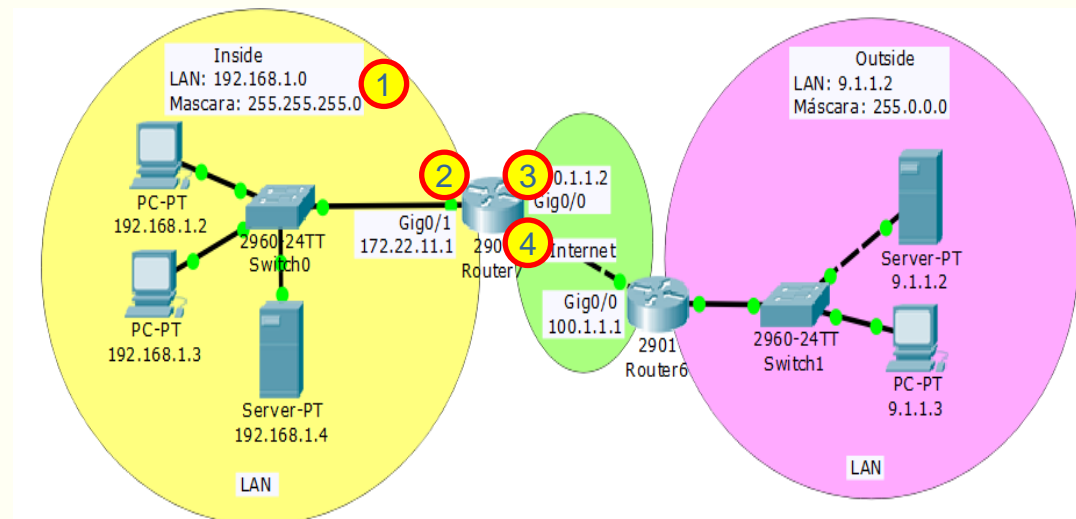 Inside
LAN: 192.168.1.0
Mascara: 255.255.255.0
1
PC-PT
192.168.1.2
PC-PT
192.168.1.3
2960-24TT
Switch0
Server-PT
192.168.1.4
LAN
2
Gig0/1
172.22.11.1
3
0.1.1.2
Gig0/0
4
Internet
Gig0/0
100.1.1.1
2901
Router6
Outside
LAN: 9.1.1.2
Máscara: 255.0.0.0
Server-PT
9.1.1.2
2960-24TT
Switch1
PC-PT
9.1.1.3
LAN